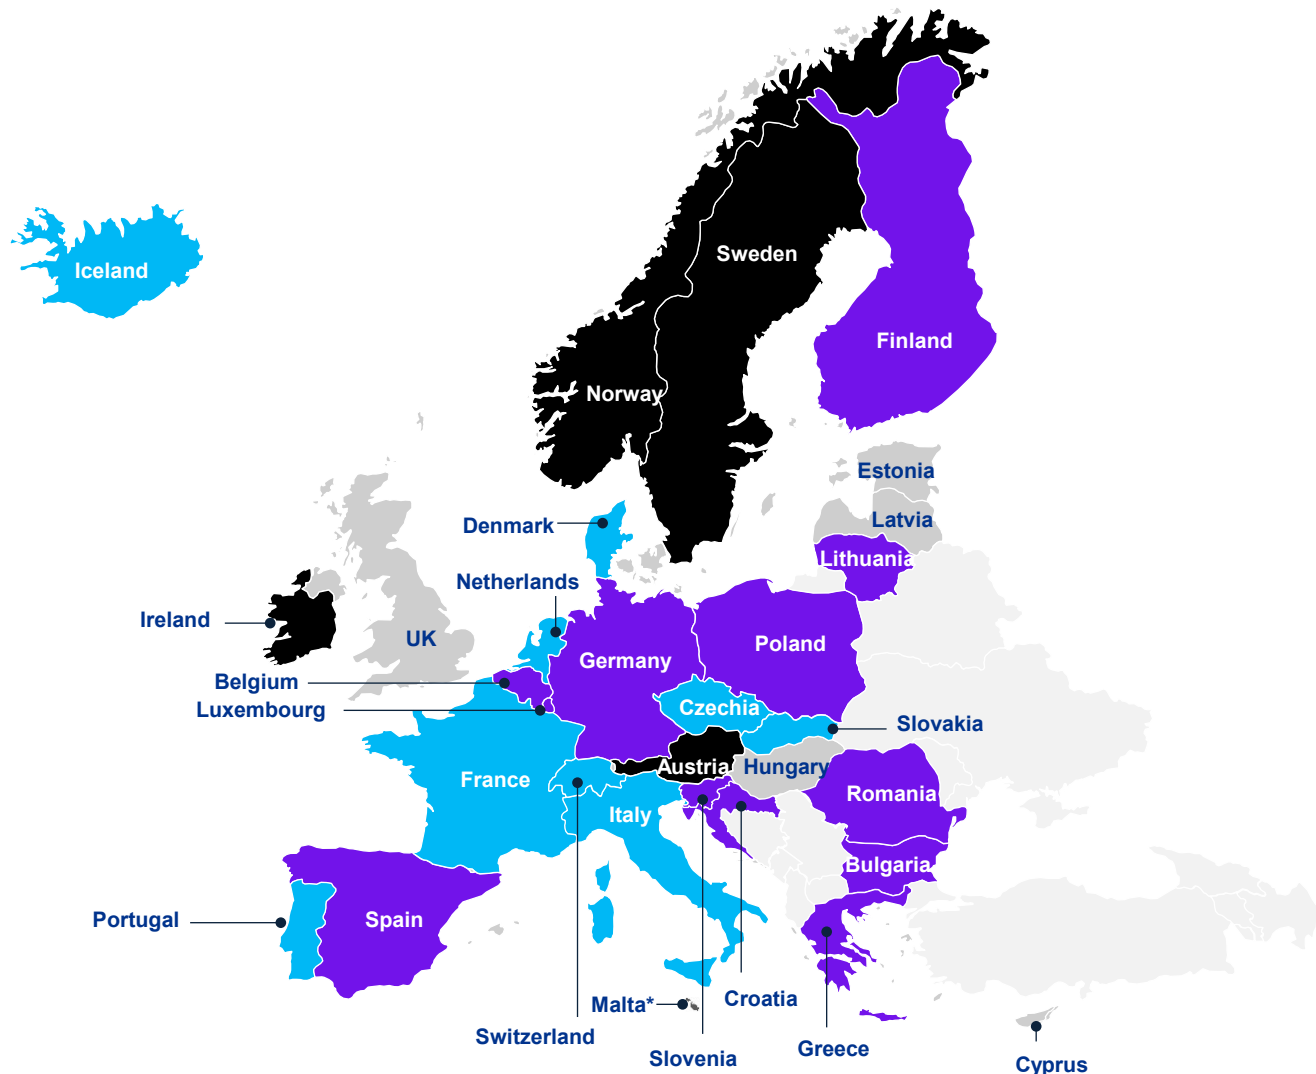 Iceland
Sweden
Finland
Norway
Estonia
Latvia
Denmark
Lithuania
Netherlands
Ireland
UK
Poland
Germany
Belgium
Luxembourg
Czechia
Slovakia
Austria
Hungary
France
Romania
Italy
Bulgaria
Portugal
Spain
Croatia
Malta*
Switzerland
Greece
Slovenia
Cyprus